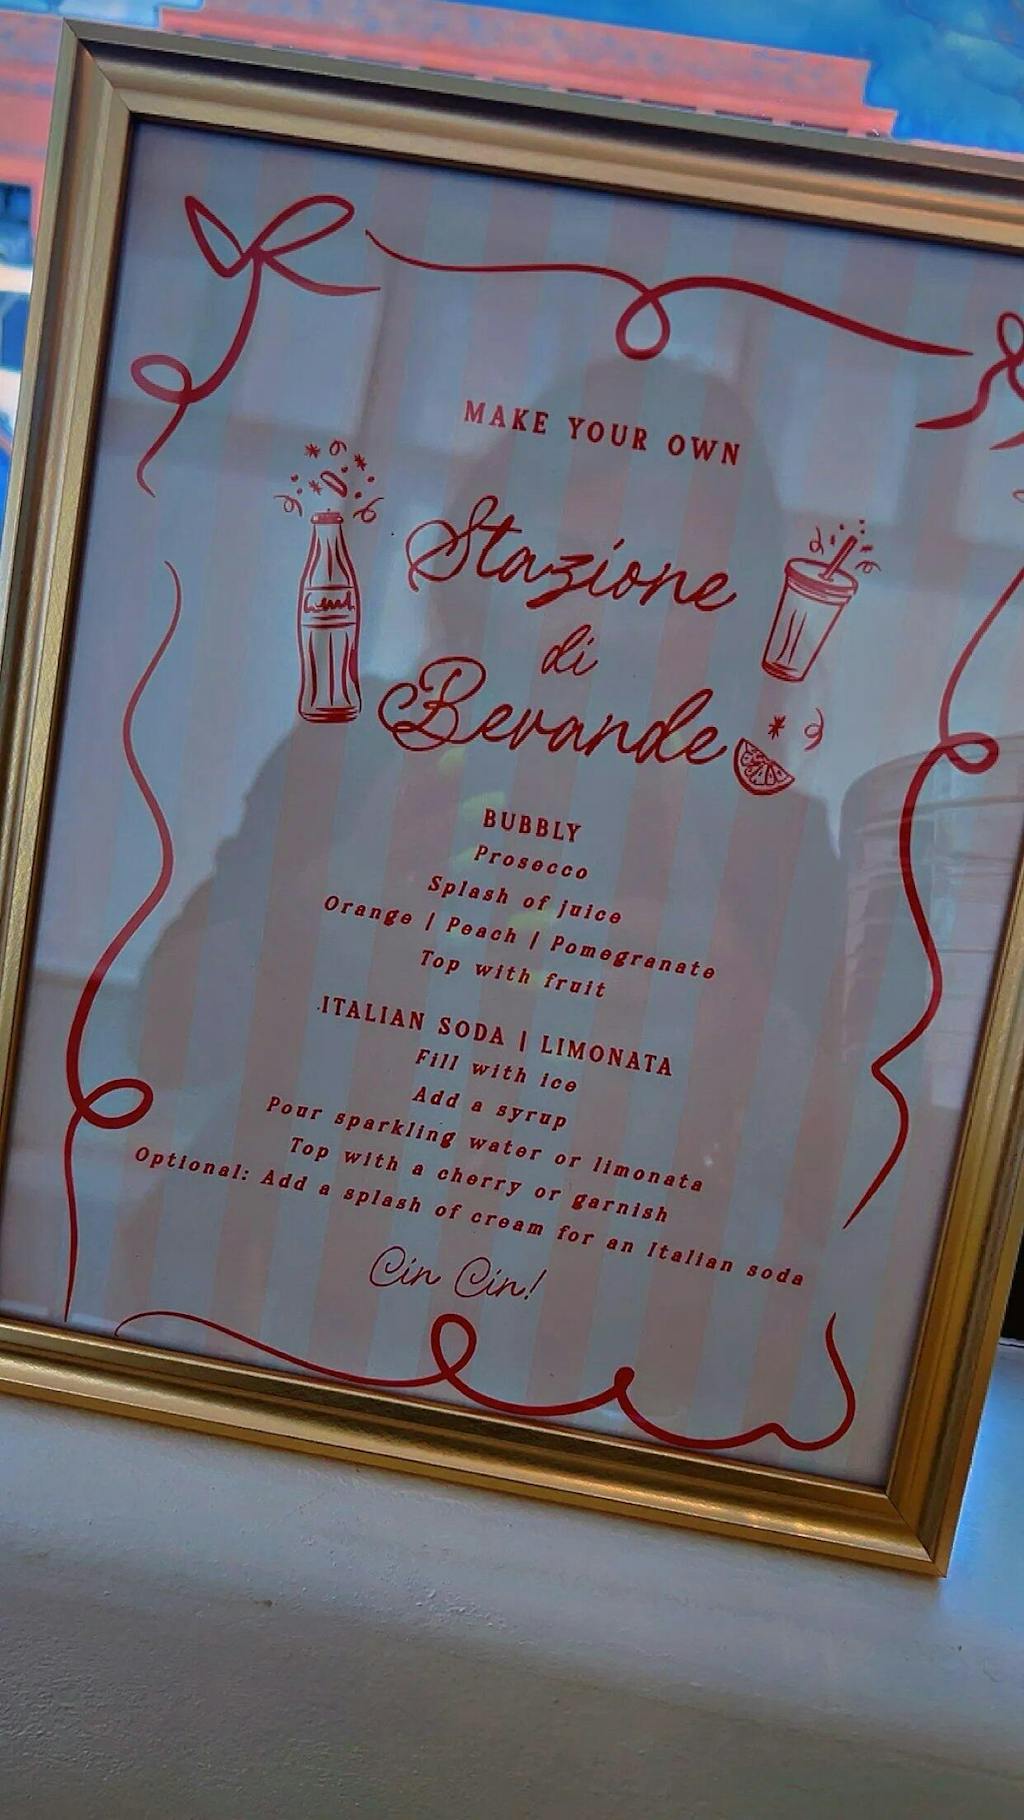 MAKE YOUR OWN
Stazione
di
Bevande
BUBBLY
Prosecco
Splash of juice
Orange | Peach | Pomegranate
Top with fruit
ITALIAN SODA | LIMONATA
Fill with ice
Add a syrup
Pour sparkling water or limonata
Top with a cherry or garnish
Optional: Add a splash of cream for an Italian soda
Cin Cin!